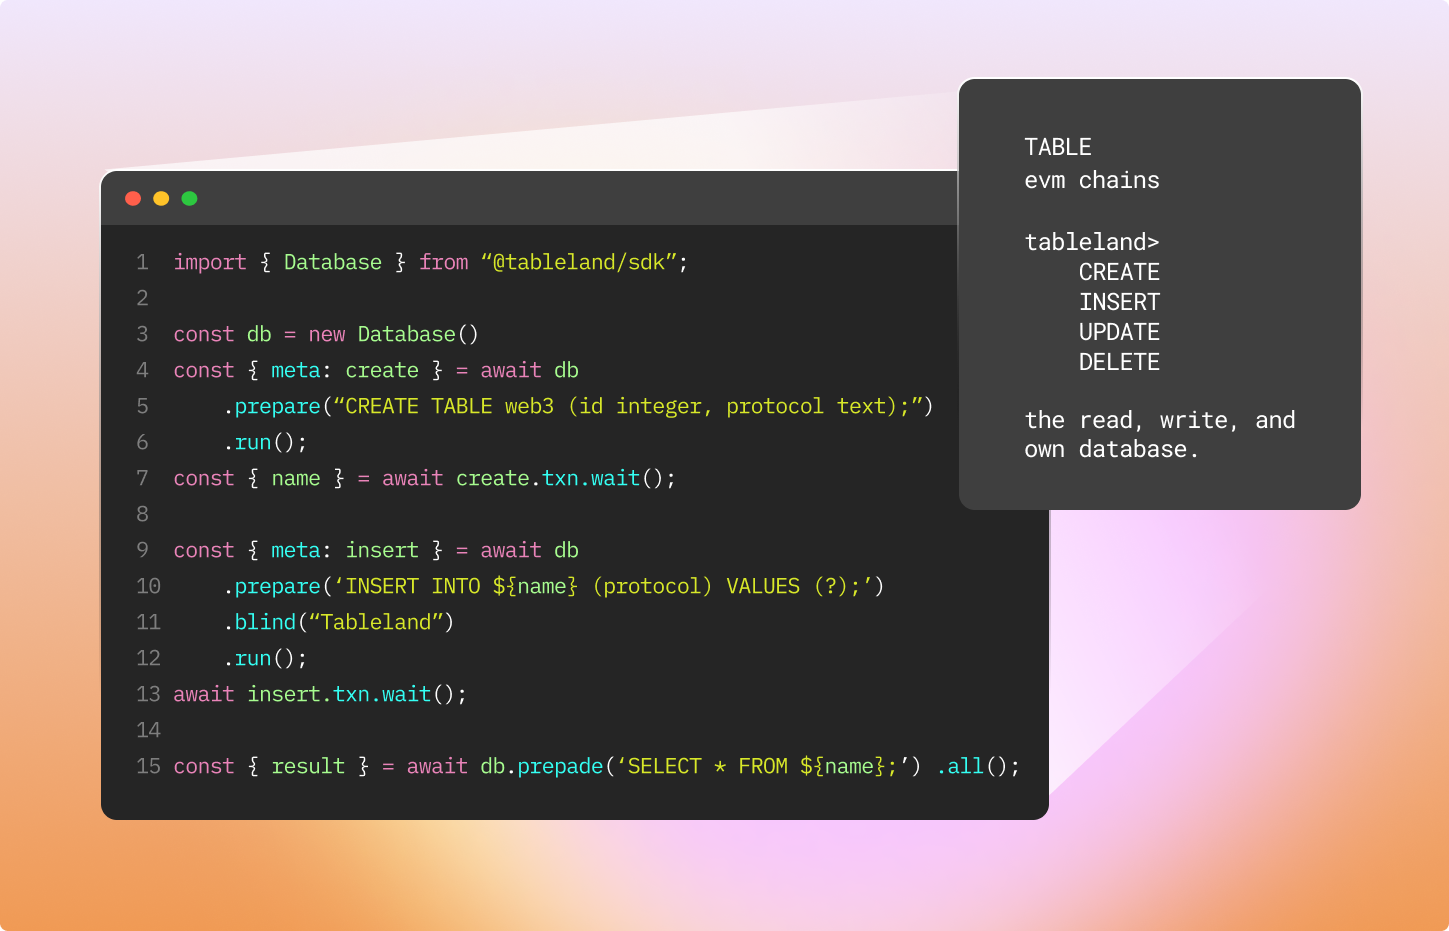 1 import { Database } from “@tableland/sdk”;
2
3 const db = new Database()
4 const { meta: create } = await db
5 .prepare(“CREATE TABLE web3 (id integer, protocol text);”)
6 .run();
7 const { name } = await create.txn.wait();
8
9 const { meta: insert } = await db
10 .prepare(‘INSERT INTO ${name} (protocol) VALUES (?);’)
11 .blind(“Tableland”)
12 .run();
13 await insert.txn.wait();
14
15 const { result } = await db.prepade(‘SELECT * FROM ${name};’) .all();
TABLE
evm chains
tableland>
CREATE
INSERT
UPDATE
DELETE
the read, write, and
own database.